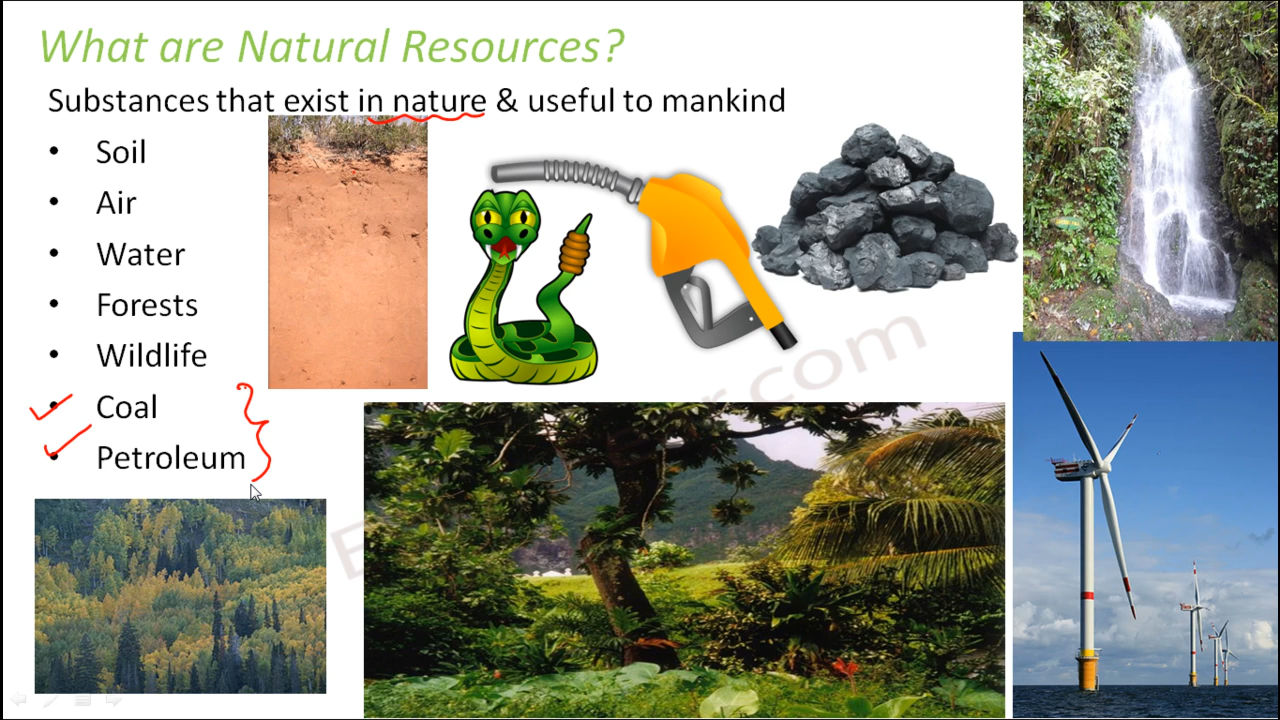 What are Natural Resources?
Substances that exist in nature & useful to mankind
• Soil
• Air
• Water
• Forests
• Wildlife
• Coal
• Petroleum